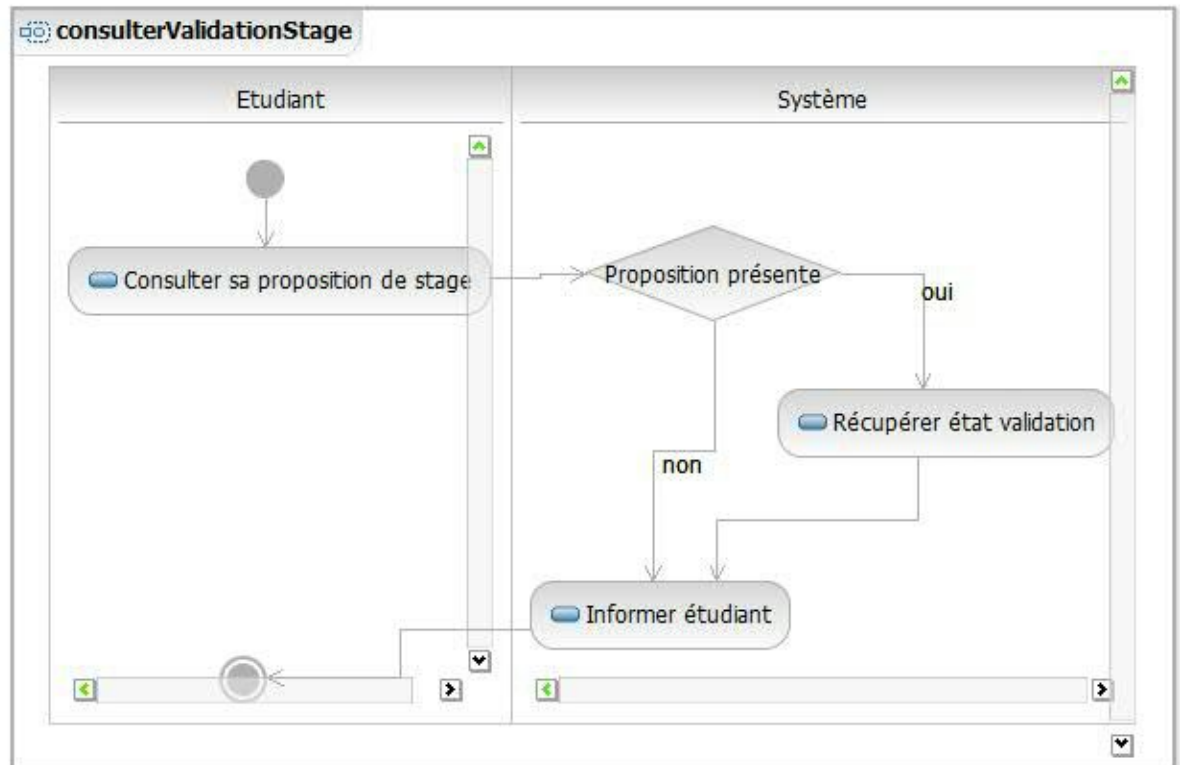 consulterValidationStage
Etudiant
Système
Consulter sa proposition de stage
Proposition présente
oui
Récupérer état validation
non
Informer étudiant